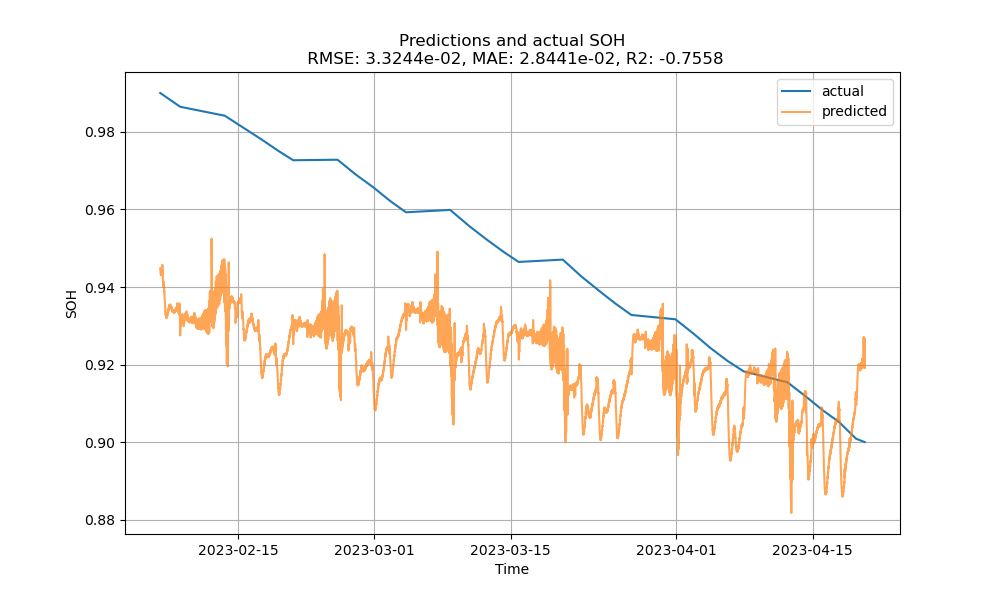 Predictions and actual SOH
RMSE: 3.3244e-02, MAE: 2.8441e-02, R2: -0.7558
actual
predicted
0.98
0.96
0.94
0.92
0.90
0.88
SOH
2023-02-15
2023-03-01
2023-03-15
2023-04-01
2023-04-15
Time